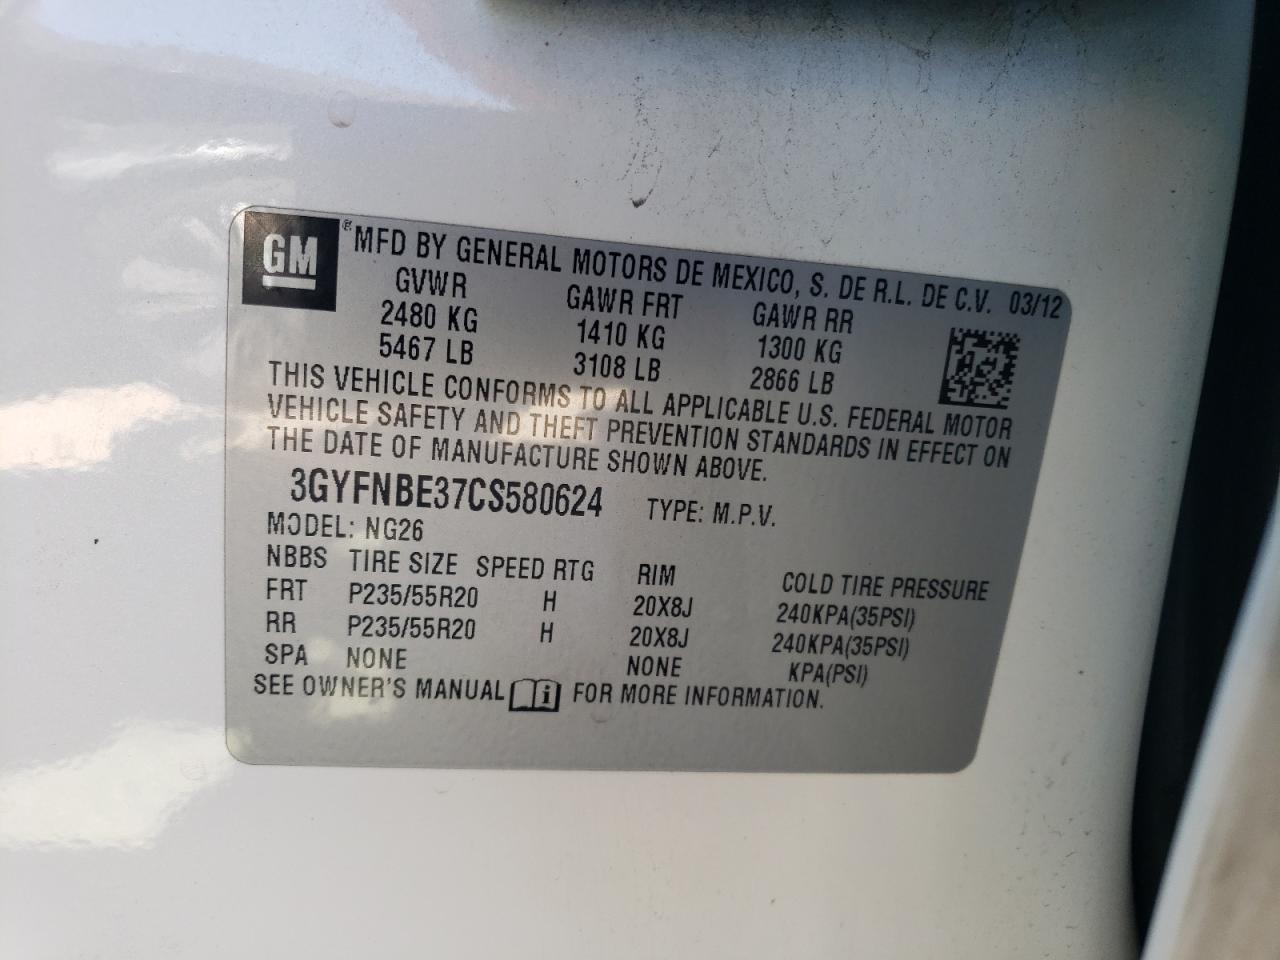 GM ® MFD BY GENERAL MOTORS DE MEXICO, S. DE R.L. DE C.V. 03/12
GVWR GAWR FRT GAWR RR
2480 KG 1410 KG 1300 KG
5467 LB 3108 LB 2866 LB
THIS VEHICLE CONFORMS TO ALL APPLICABLE U.S. FEDERAL MOTOR
VEHICLE SAFETY AND THEFT PREVENTION STANDARDS IN EFFECT ON
THE DATE OF MANUFACTURE SHOWN ABOVE.
3GYFNBE37CS580624 TYPE: M.P.V.
MODEL: NG26
NBBS TIRE SIZE SPEED RTG RIM COLD TIRE PRESSURE
FRT P235/55R20 H 20X8J 240KPA(35PSI)
RR P235/55R20 H 20X8J 240KPA(35PSI)
SPA NONE NONE KPA(PSI)
SEE OWNER'S MANUAL i FOR MORE INFORMATION.